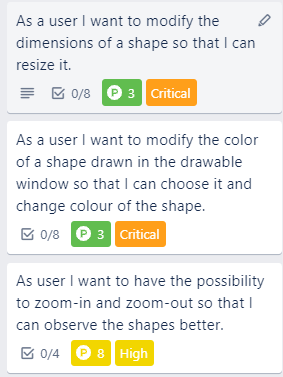 As a user I want to modify the
dimensions of a shape so that I can
resize it.
0/8 P 3 Critical
As a user I want to modify the color
of a shape drawn in the drawable
window so that I can choose it and
change colour of the shape.
0/8 P 3 Critical
As user I want to have the possibility
to zoom-in and zoom-out so that I
can observe the shapes better.
0/4 P 8 High